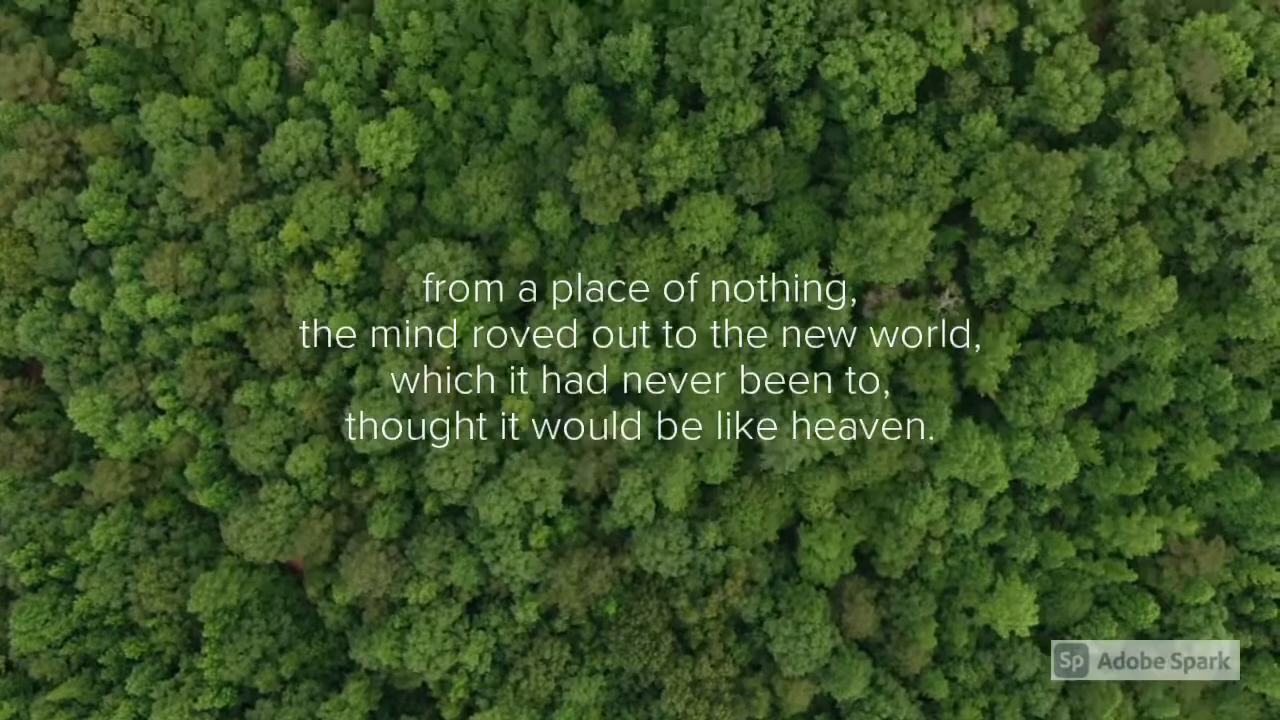 from a place of nothing,
the mind roved out to the new world,
which it had never been to,
thought it would be like heaven.
Sp Adobe Spark